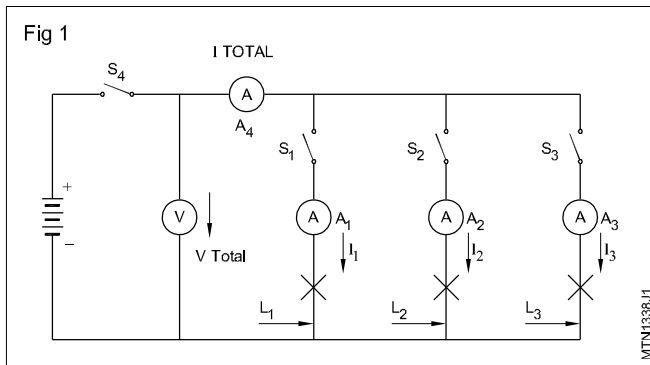 Fig 1
I TOTAL
S4
A
A4
S1
S2
S3
+
V
A
A1
A
A2
A
A3
–
V Total
I1
I2
I3
L1
L2
L3
MTN1338J1